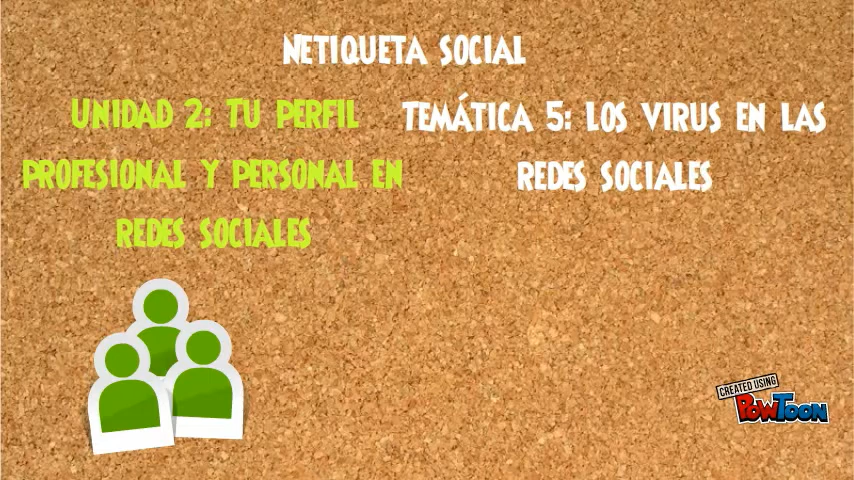 NETIQUETA SOCIAL
UNIDAD 2: TU PERFIL
PROFESIONAL Y PERSONAL EN
REDES SOCIALES
TEMÁTICA 5: LOS VIRUS EN LAS
REDES SOCIALES
CREATED USING
POWTOON